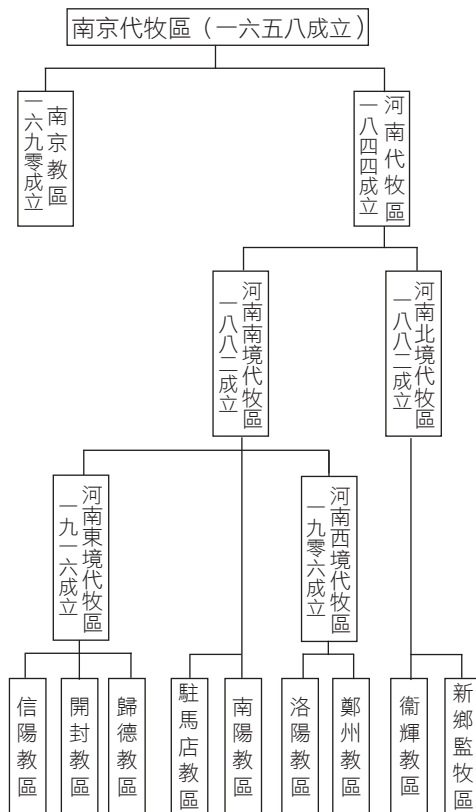 南京代牧區（一六五八成立）
南京教區
一六九零成立
河南代牧區
一八四四成立
河南南境代牧區
一八八二成立
河南北境代牧區
一八八二成立
河南東境代牧區
一九一六成立
河南西境代牧區
一九零六成立
信陽教區
開封教區
歸德教區
駐馬店教區
南陽教區
洛陽教區
鄭州教區
衞輝教區
新鄉監牧區